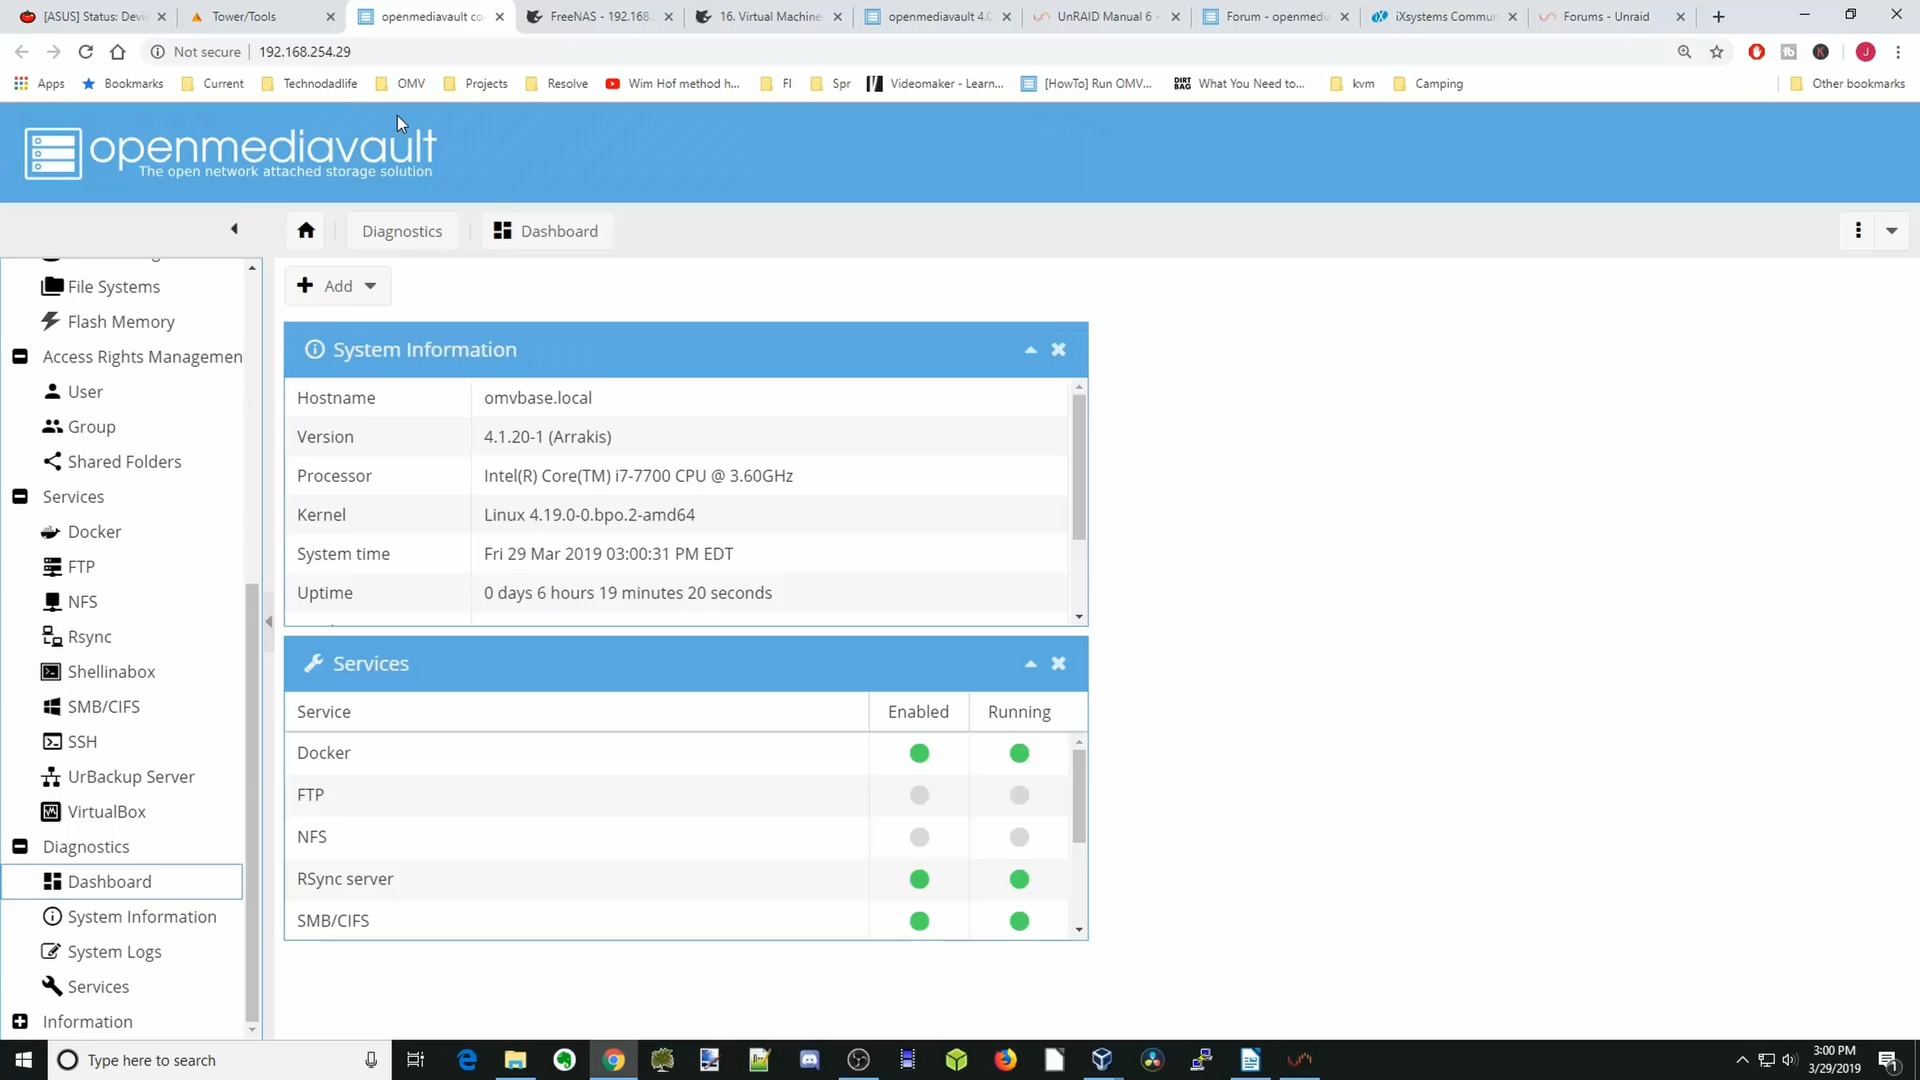 [ASUS] Status: Devic
Tower/Tools
openmediavault co
FreeNAS - 192.168.
16. Virtual Machine
openmediavault 4.0
UnRAID Manual 6 -
Forum - openmedia
iXsystems Commun
Forums - Unraid
Not secure
192.168.254.29
Apps
Bookmarks
Current
Technodadlife
OMV
Projects
Resolve
Wim Hof method h...
FI
Spr
Videomaker - Learn...
[HowTo] Run OMV...
DIRT BAG
What You Need to...
kvm
Camping
Other bookmarks
openmediavault
The open network attached storage solution
Diagnostics
Dashboard
File Systems
Flash Memory
Access Rights Managemen
User
Group
Shared Folders
Services
Docker
FTP
NFS
Rsync
Shellinabox
SMB/CIFS
SSH
UrBackup Server
VirtualBox
Diagnostics
Dashboard
System Information
System Logs
Services
Information
Add
System Information
Hostname omvbase.local
Version 4.1.20-1 (Arrakis)
Processor Intel(R) Core(TM) i7-7700 CPU @ 3.60GHz
Kernel Linux 4.19.0-0.bpo.2-amd64
System time Fri 29 Mar 2019 03:00:31 PM EDT
Uptime 0 days 6 hours 19 minutes 20 seconds
Services
Service Enabled Running
Docker
FTP
NFS
RSync server
SMB/CIFS
Type here to search
3:00 PM
3/29/2019